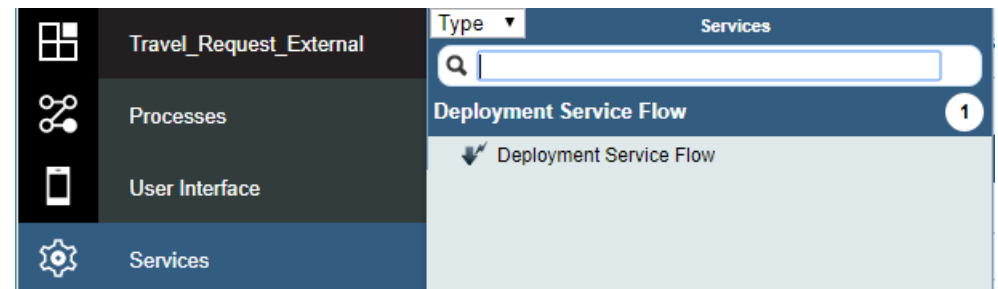 Travel_Request_External
Processes
User Interface
Services
Type
Services
Deployment Service Flow
1
Deployment Service Flow